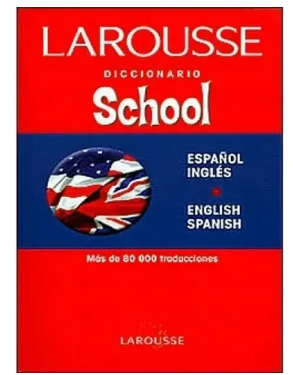 LAROUSSE
DICCIONARIO
School
ESPAÑOL
INGLÉS
ENGLISH
SPANISH
Más de 80 000 traducciones
LAROUSSE